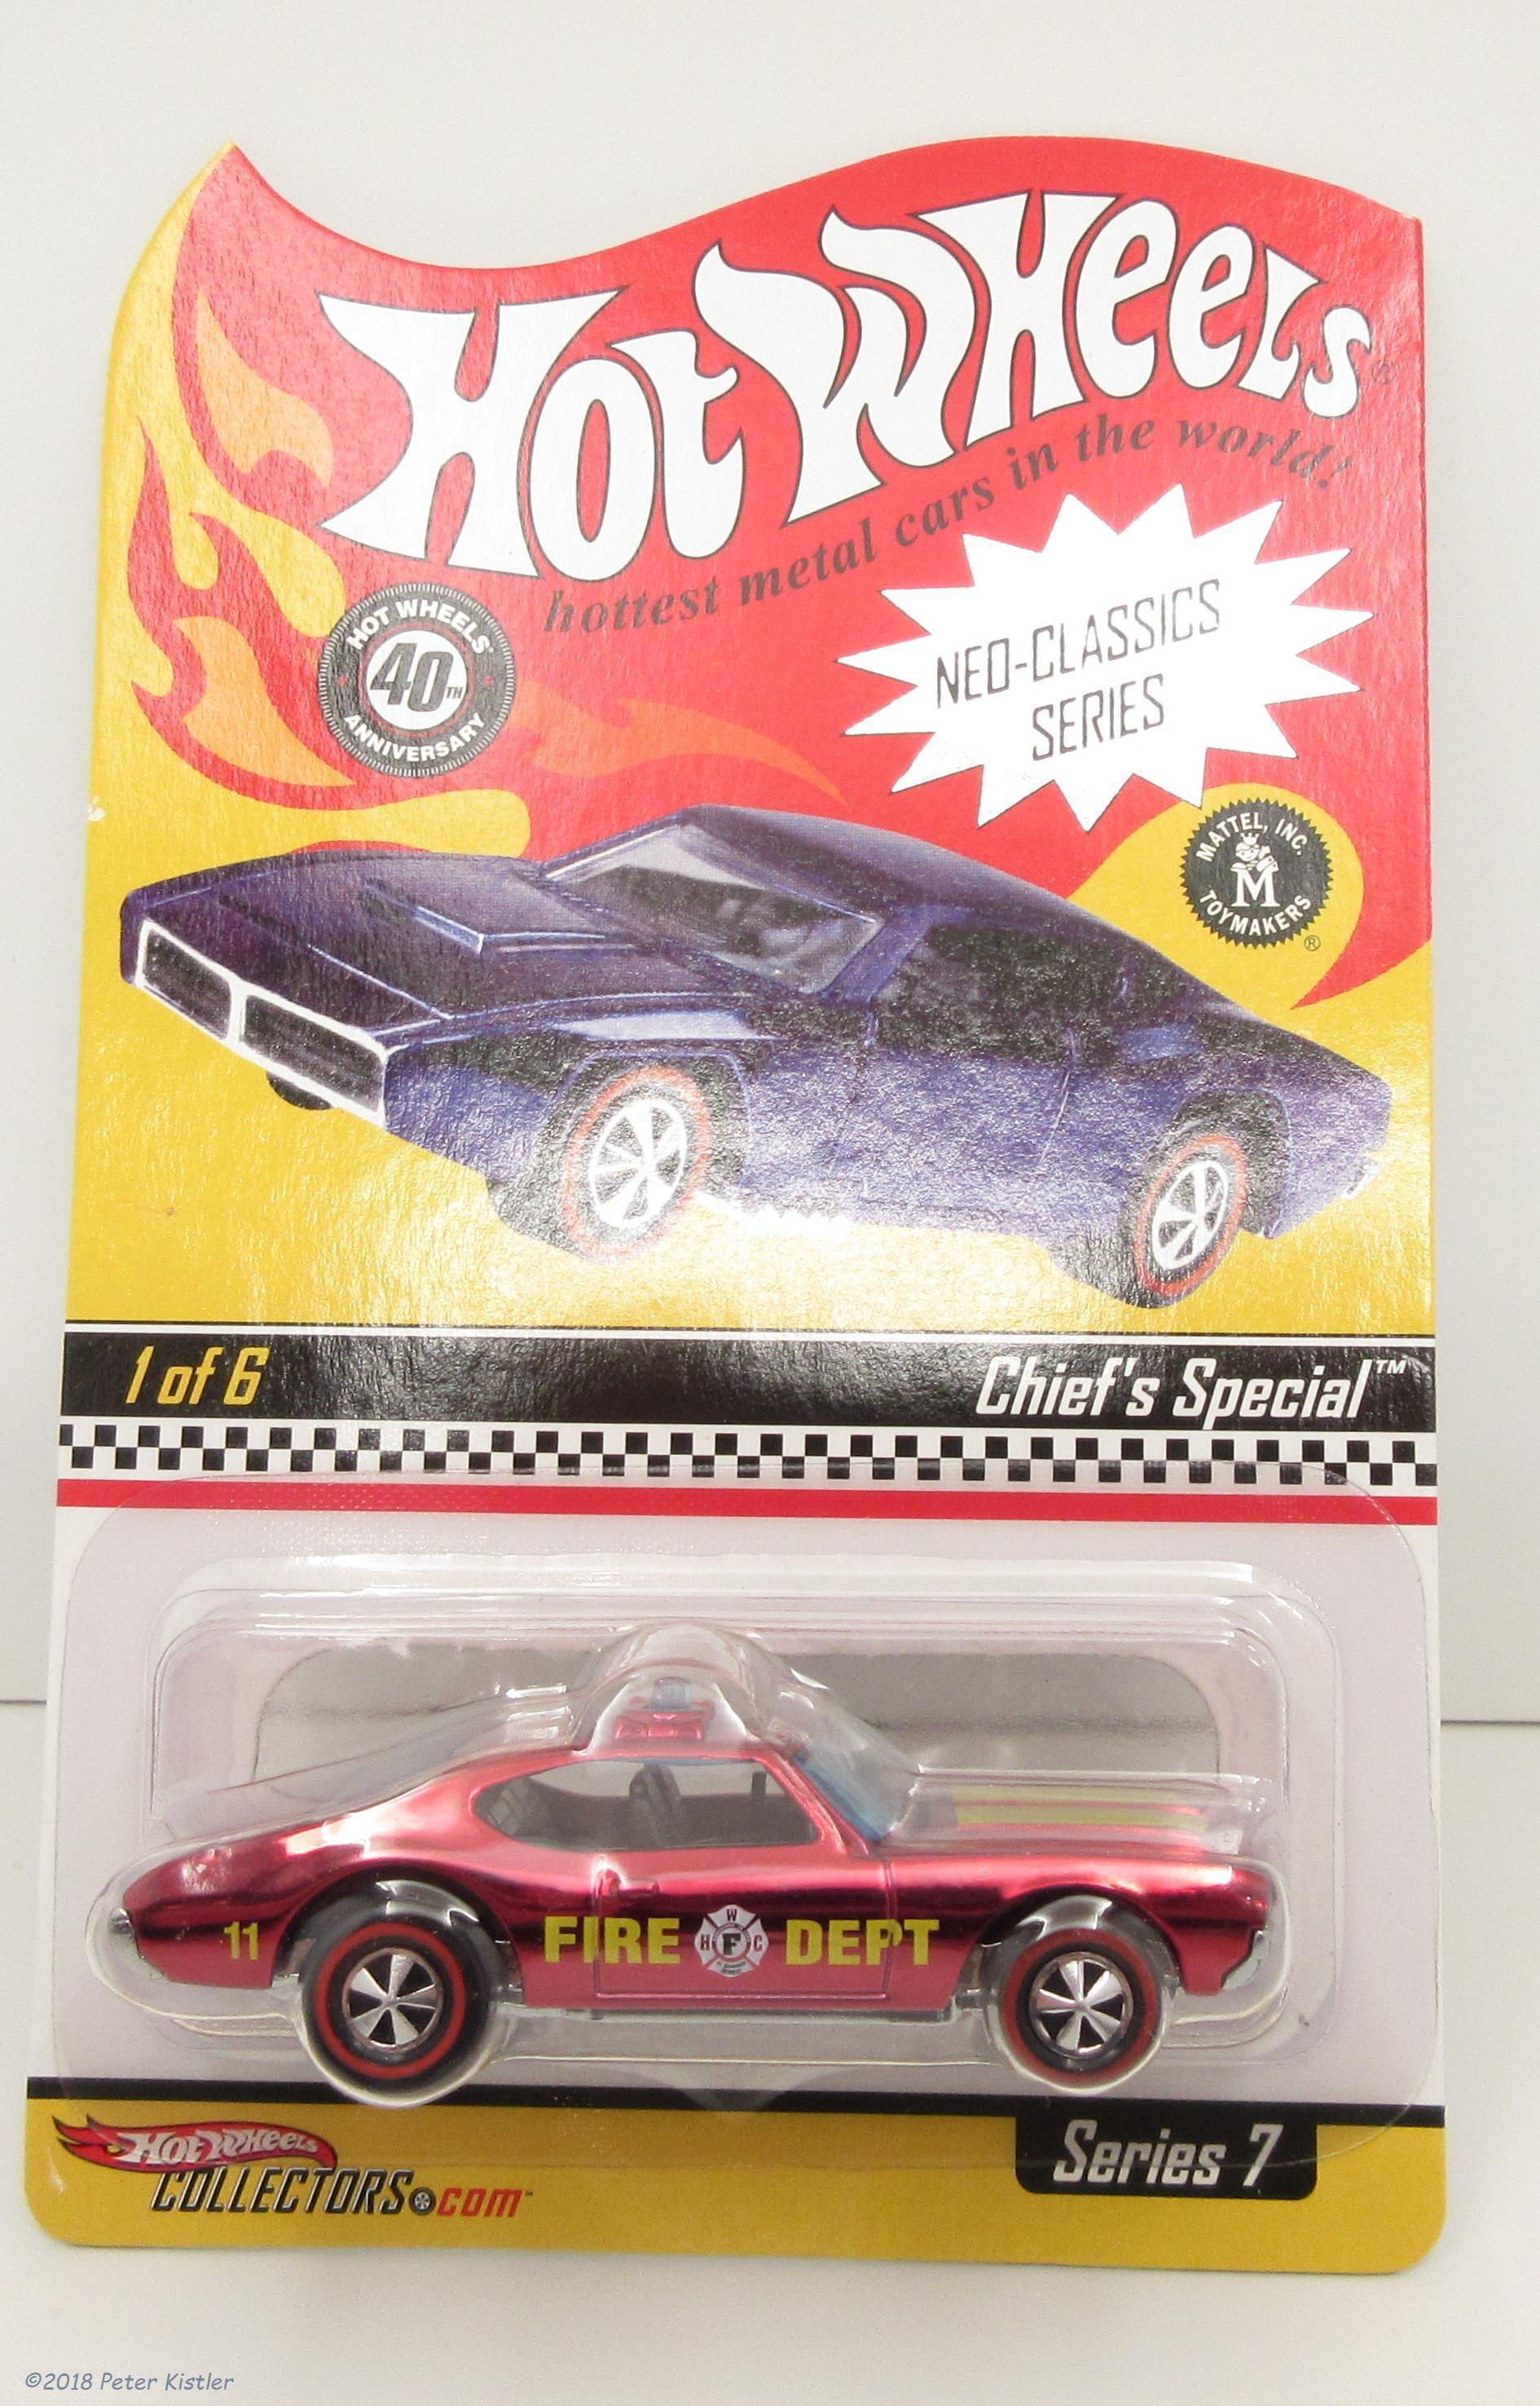 Hot Wheels®
hottest metal cars in the world!
HOT WHEELS®
40TH
ANNIVERSARY
NEO-CLASSICS
SERIES
MATTEL, INC.
M
TOYMAKERS
®
1 of 6
Chief's Special™
11
FIRE
W
H F C
DEPT
Hot Wheels
COLLECTORS.com™
Series 7
©2018 Peter Kistler